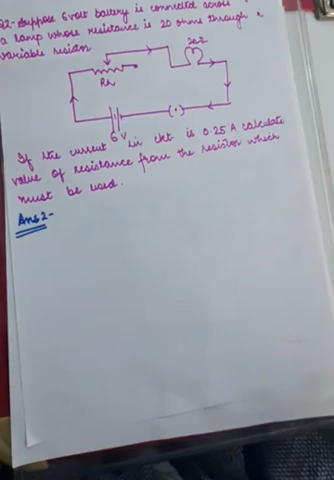 Q2- Suppose 6 volt battery is connected across
a lamp whose resistance is 20 ohms through a
variable resistor
20Ω
Rh
6 V
If the current in ckt is 0.25 A calculate
value of resistance from the resistor which
must be used.
Ans 2-